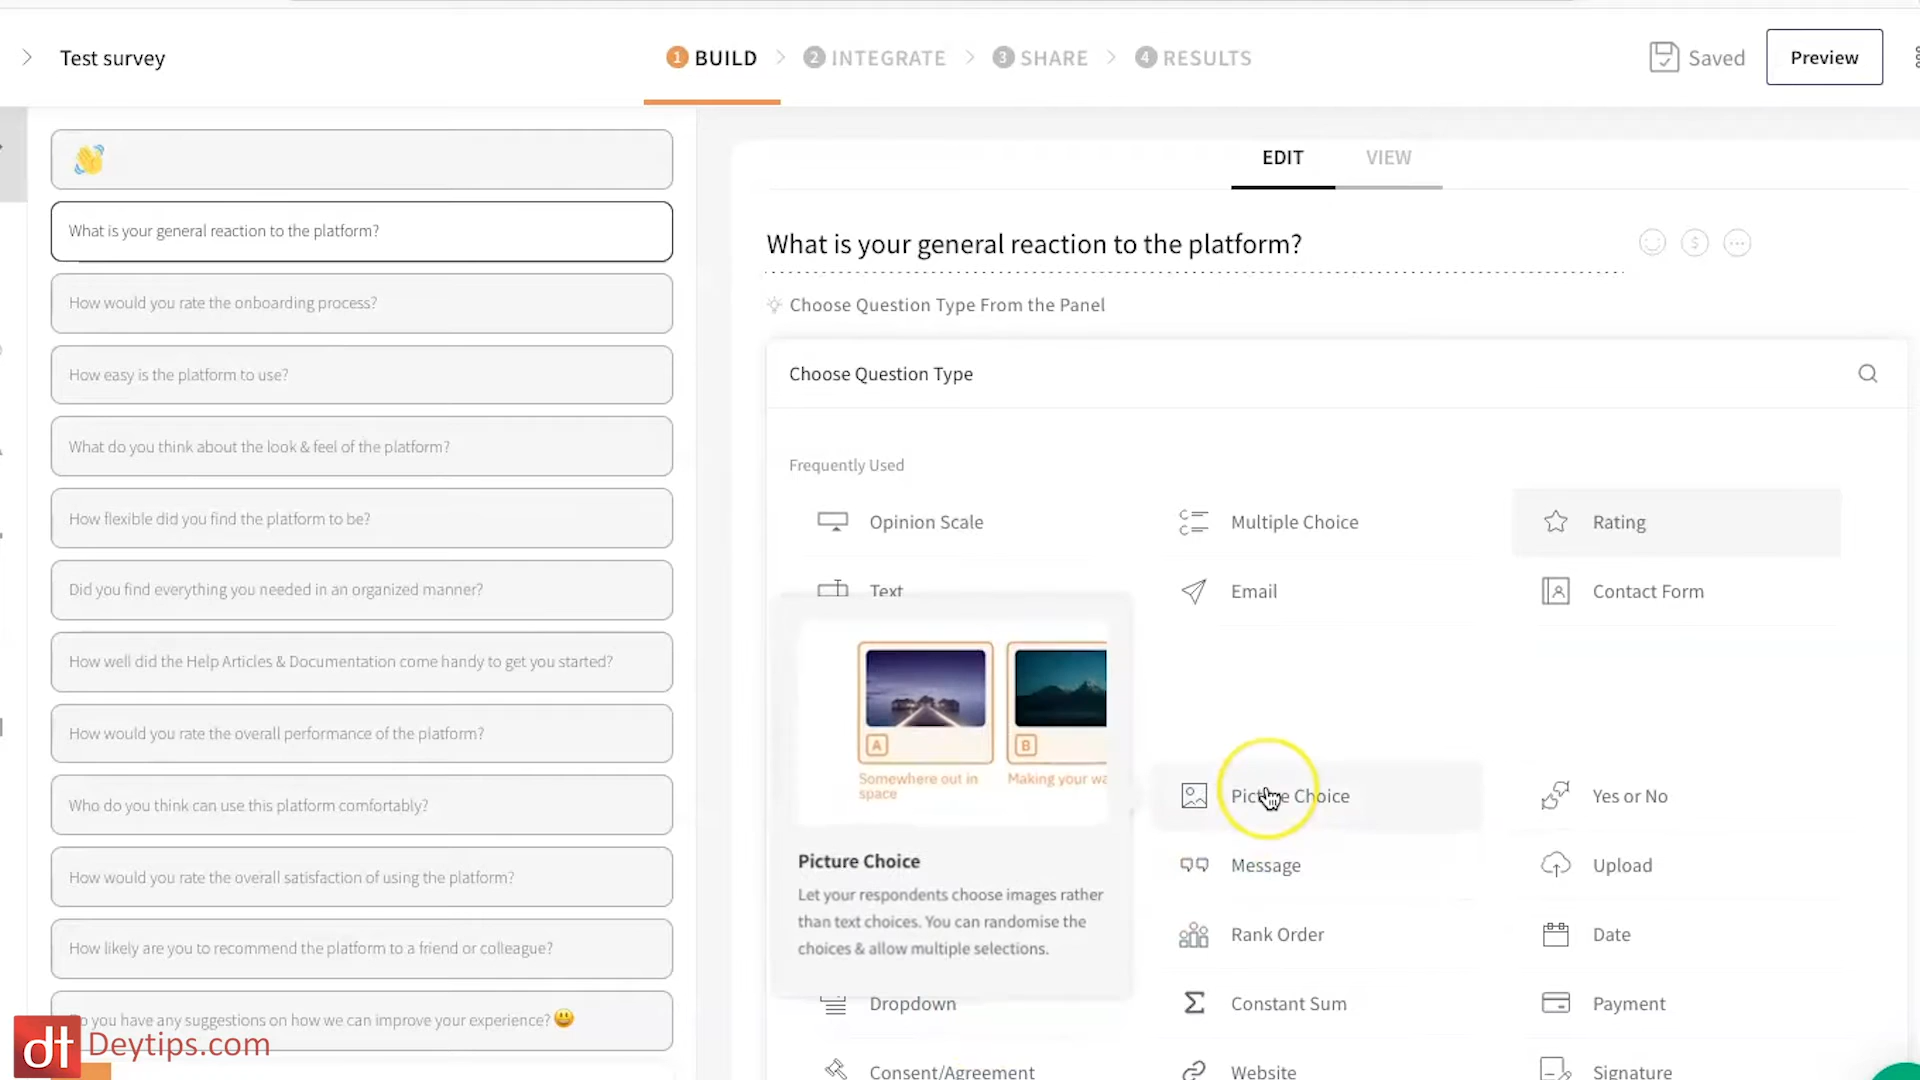 Test survey
1 BUILD
2 INTEGRATE
3 SHARE
4 RESULTS
Saved
Preview
What is your general reaction to the platform?
How would you rate the onboarding process?
How easy is the platform to use?
What do you think about the look & feel of the platform?
How flexible did you find the platform to be?
Did you find everything you needed in an organized manner?
How well did the Help Articles & Documentation come handy to get you started?
How would you rate the overall performance of the platform?
Who do you think can use this platform comfortably?
How would you rate the overall satisfaction of using the platform?
How likely are you to recommend the platform to a friend or colleague?
you have any suggestions on how we can improve your experience? 😀
dt Deytips.com
EDIT
VIEW
What is your general reaction to the platform?
Choose Question Type From the Panel
Choose Question Type
Frequently Used
Opinion Scale
Multiple Choice
Rating
Text
Email
Contact Form
A
B
Somewhere out in
space
Making your
Picture Choice
Let your respondents choose images rather
than text choices. You can randomise the
choices & allow multiple selections.
Picture Choice
Yes or No
Message
Upload
Rank Order
Date
Dropdown
Constant Sum
Payment
Consent/Agreement
Website
Signature